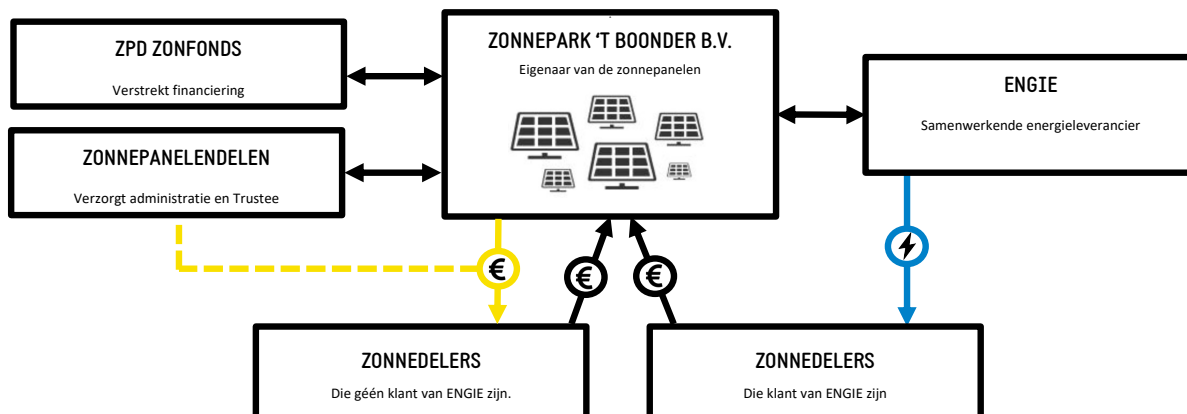 ZPD ZONFONDS
Verstrekt financiering
ZONNEPANELENDELEN
Verzorgt administratie en Trustee
ZONNEPARK ‘T BOONDER B.V.
Eigenaar van de zonnepanelen
ENGIE
Samenwerkende energieleverancier
€
€
€
ZONNEDELERS
Die géén klant van ENGIE zijn.
ZONNEDELERS
Die klant van ENGIE zijn